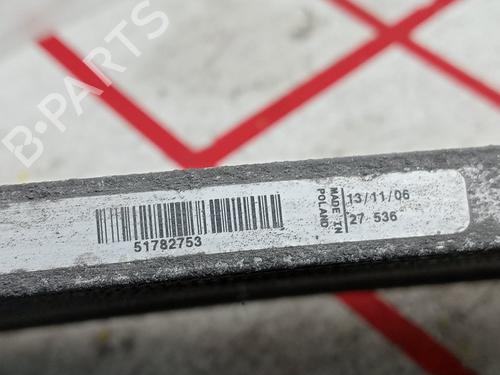 B-PARTS
51782753
MADE IN
POLAND
13/11/06
27 536